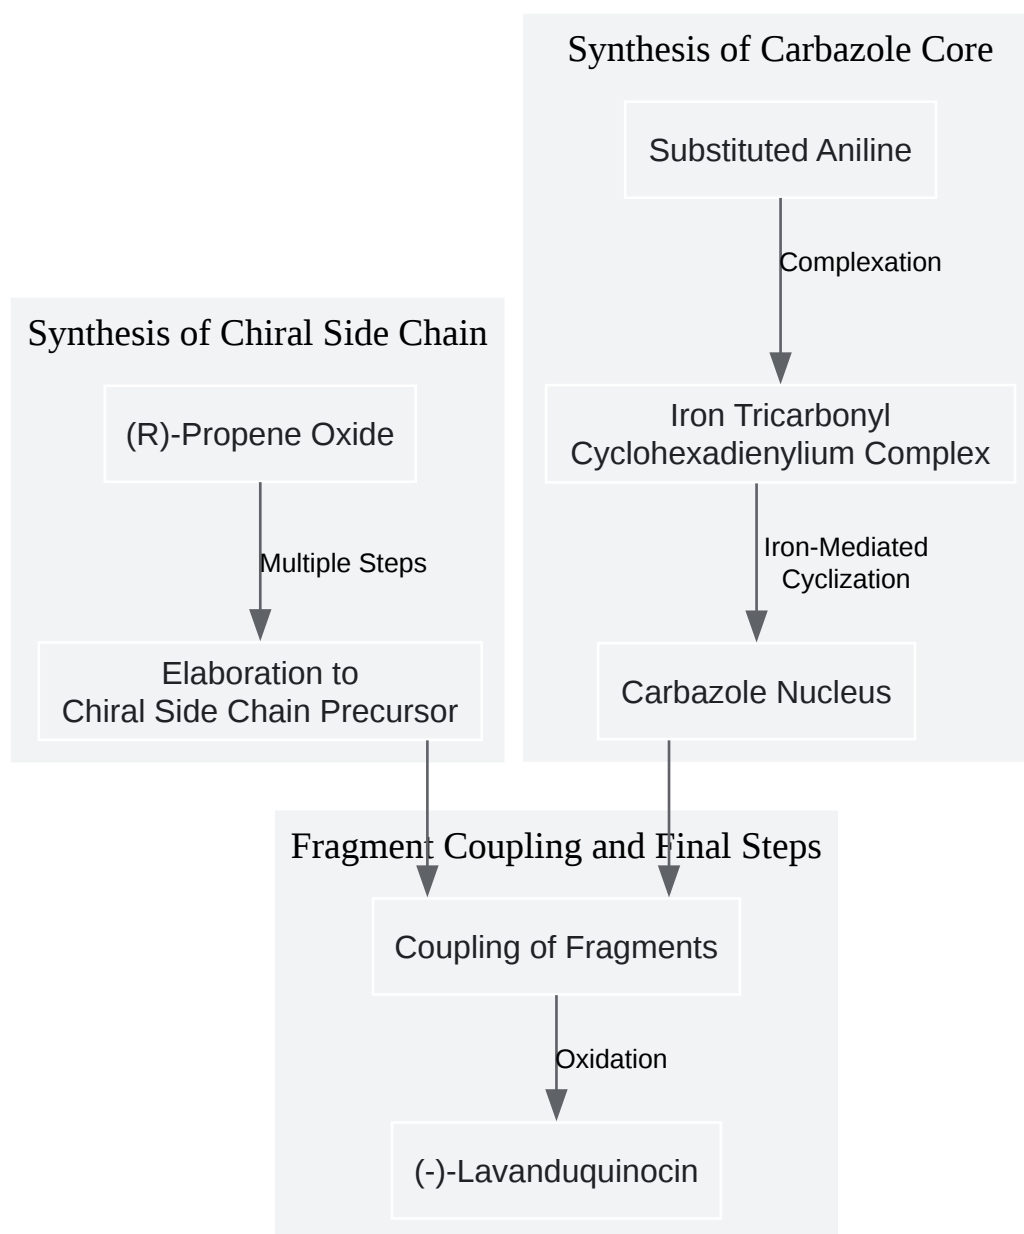 Synthesis of Carbazole Core
Substituted Aniline
Complexation
Iron Tricarbonyl
Cyclohexadienylium Complex
Iron-Mediated
Cyclization
Carbazole Nucleus
Synthesis of Chiral Side Chain
(R)-Propene Oxide
Multiple Steps
Elaboration to
Chiral Side Chain Precursor
Fragment Coupling and Final Steps
Coupling of Fragments
Oxidation
(-)-Lavanduquinocin